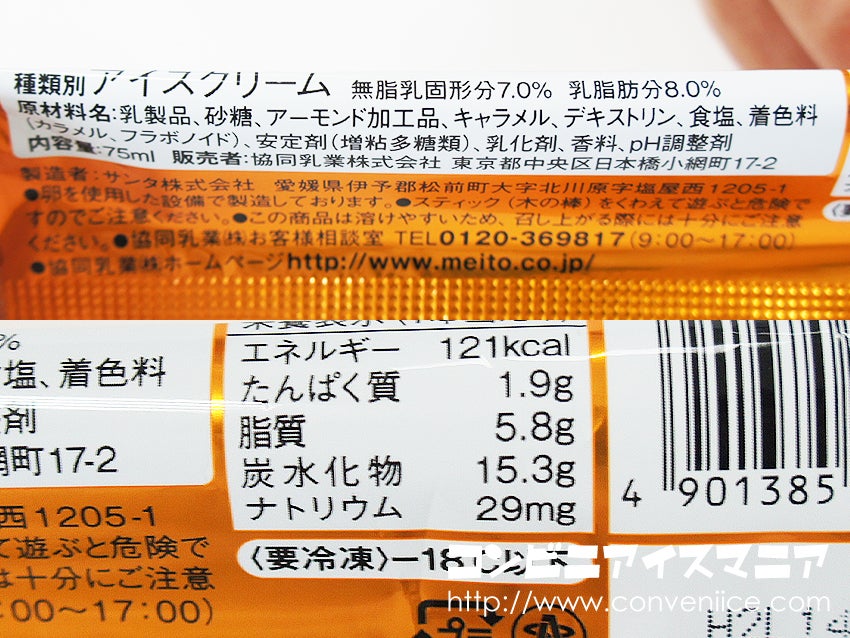 種類別 アイスクリーム 無脂乳固形分7.0% 乳脂肪分8.0%
原材料名:乳製品、砂糖、アーモンド加工品、キャラメル、デキストリン、食塩、着色料
(カラメル、フラボノイド)、安定剤(増粘多糖類)、乳化剤、香料、pH調整剤
内容量:75ml 販売者:協同乳業株式会社 東京都中央区日本橋小網町17-2
製造者:サンタ株式会社 愛媛県伊予郡松前町大字北川原字塩屋西1205-1
●卵を使用した設備で製造しております。●スティック(木の棒)をくわえて遊ぶと危険で
すのでご注意ください。●この商品は溶けやすいため、召し上がる際には十分にご注意
ください。●協同乳業㈱お客様相談室 TEL0120-369817(9:00〜17:00)
●協同乳業㈱ホームページhttp://www.meito.co.jp/
%
塩、着色料
剤
網町17-2
西1205-1
て遊ぶと危険で
は十分にご注意
:00〜17:00)
エネルギー 121kcal
たんぱく質 1.9g
脂質 5.8g
炭水化物 15.3g
ナトリウム 29mg
〈要冷凍〉−18℃以下
4 901385
コンビニアイスマニア
http://www.conveniice.com/